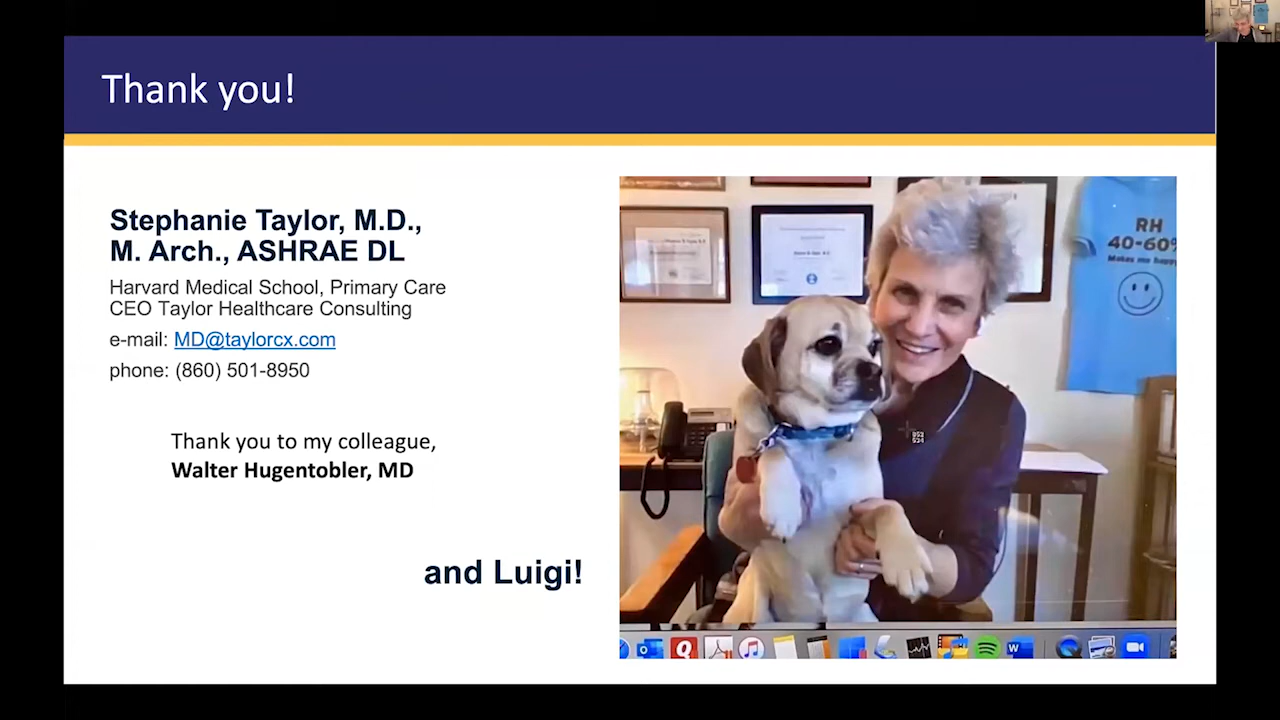 Thank you!
Stephanie Taylor, M.D.,
M. Arch., ASHRAE DL
Harvard Medical School, Primary Care
CEO Taylor Healthcare Consulting
e-mail: MD@taylorcx.com
phone: (860) 501-8950
Thank you to my colleague,
Walter Hugentobler, MD
and Luigi!
RH
40-60%
Makes me happy
953
524